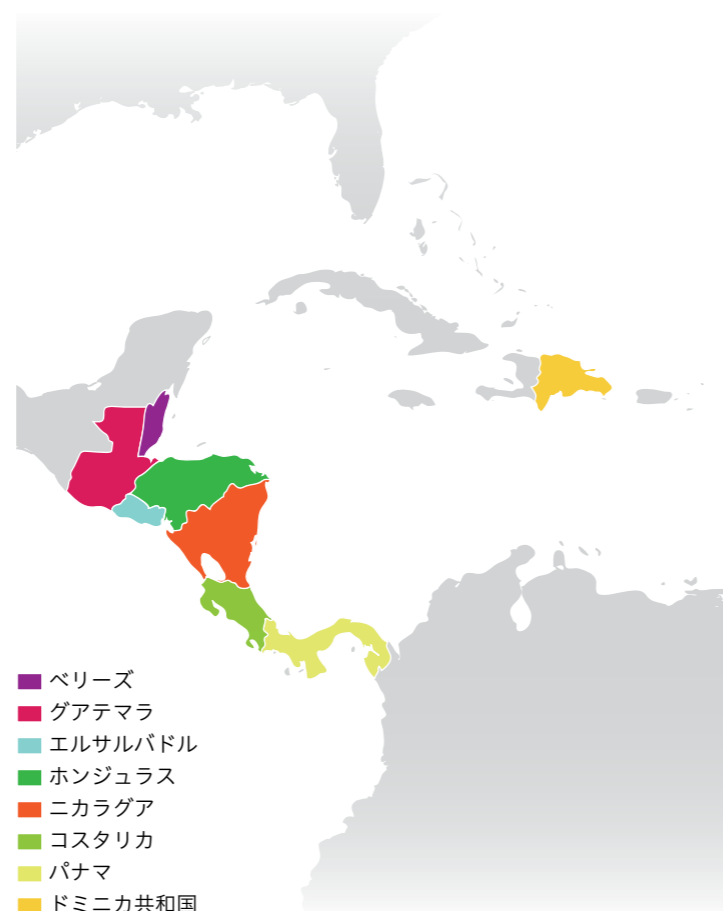 ベリーズ
グアテマラ
エルサルバドル
ホンジュラス
ニカラグア
コスタリカ
パナマ
ドミニカ共和国